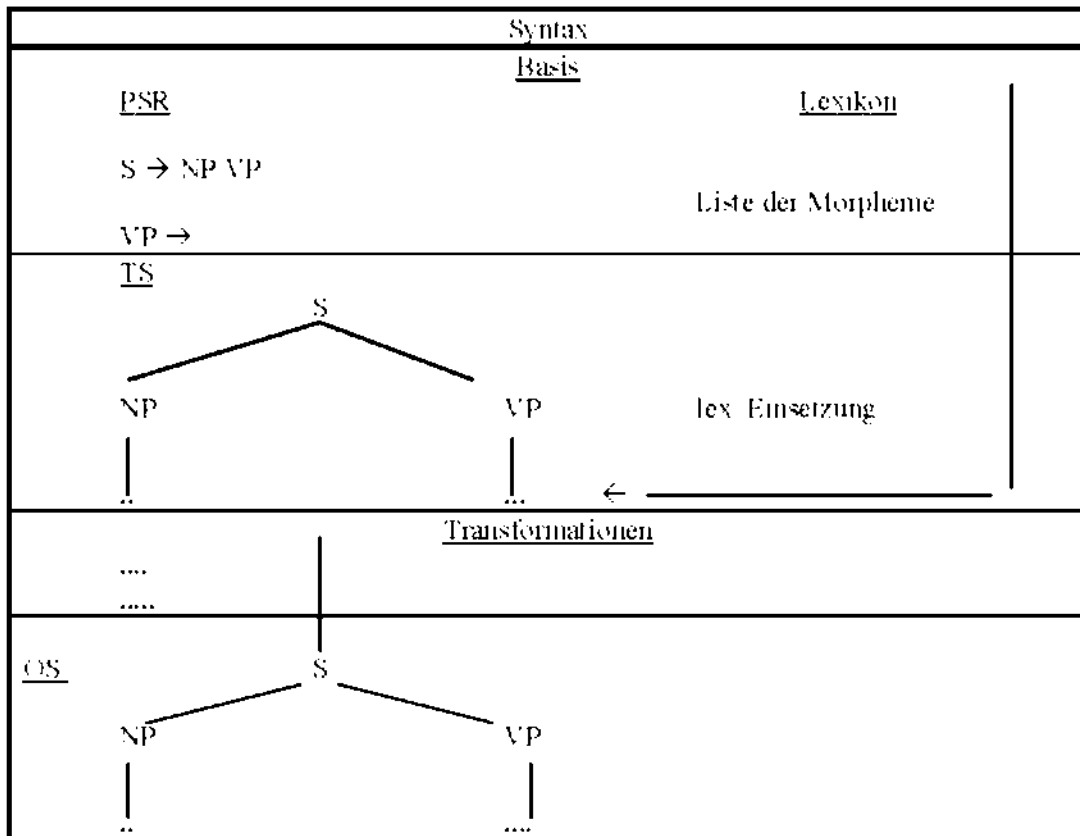 Syntax
Basis
PSR Lexikon
S → NP VP
Liste der Morpheme
VP →
TS
S
NP VP lex Einsetzung
.. ← ...
Transformationen
....
.....
OS S
NP VP
.. ....